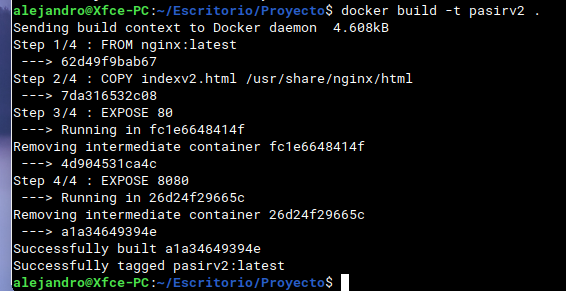 alejandro@Xfce-PC:~/Escritorio/Proyecto$ docker build -t pasirv2 .
Sending build context to Docker daemon  4.608kB
Step 1/4 : FROM nginx:latest
 ---> 62d49f9bab67
Step 2/4 : COPY indexv2.html /usr/share/nginx/html
 ---> 7da316532c08
Step 3/4 : EXPOSE 80
 ---> Running in fc1e6648414f
Removing intermediate container fc1e6648414f
 ---> 4d904531ca4c
Step 4/4 : EXPOSE 8080
 ---> Running in 26d24f29665c
Removing intermediate container 26d24f29665c
 ---> a1a34649394e
Successfully built a1a34649394e
Successfully tagged pasirv2:latest
alejandro@Xfce-PC:~/Escritorio/Proyecto$